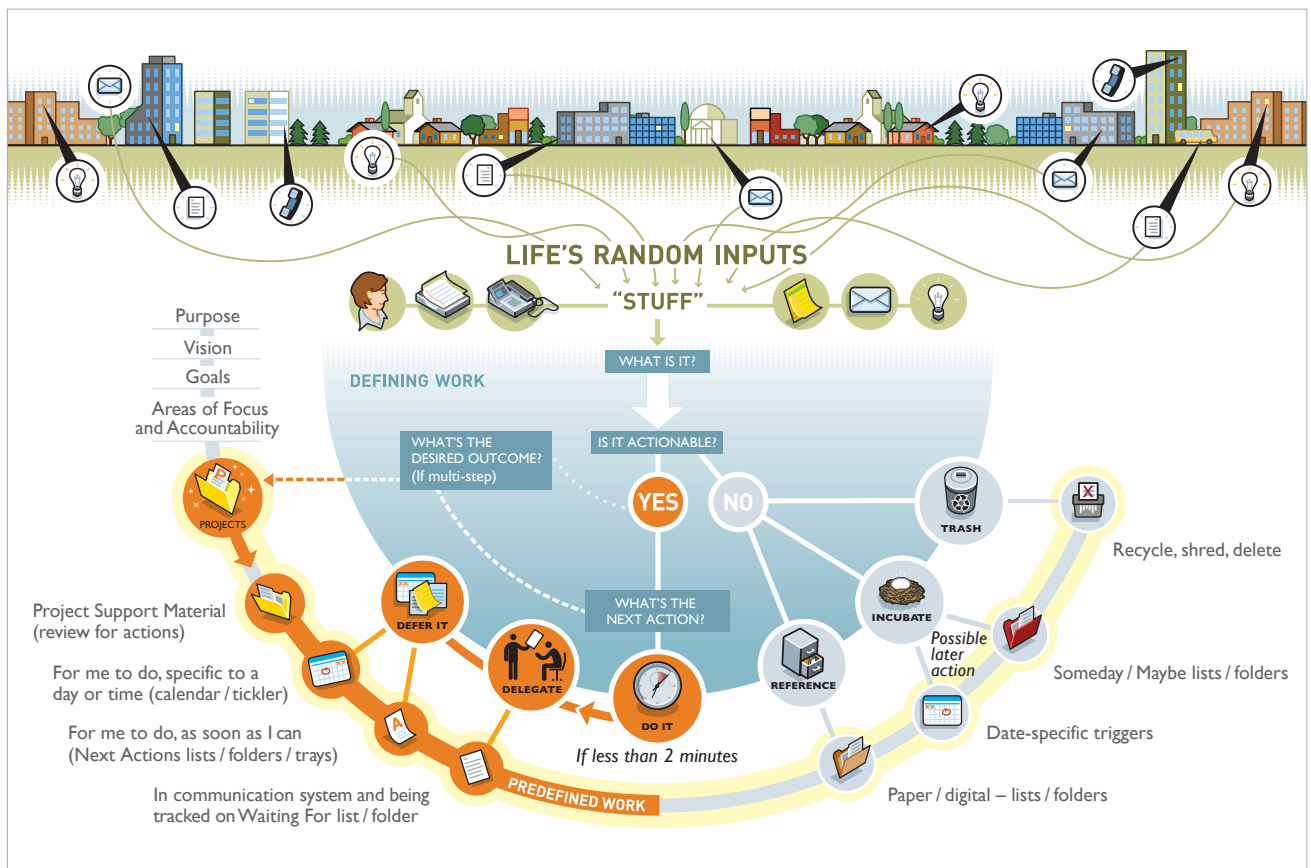 LIFE'S RANDOM INPUTS
"STUFF"
Purpose
Vision
Goals
Areas of Focus
and Accountability
WHAT IS IT?
DEFINING WORK
IS IT ACTIONABLE?
WHAT'S THE
DESIRED OUTCOME?
(If multi-step)
YES
NO
P
PROJECTS
TRASH
X
Recycle, shred, delete
Project Support Material
(review for actions)
DEFER IT
WHAT'S THE
NEXT ACTION?
INCUBATE
Possible
later
action
Someday / Maybe lists / folders
For me to do, specific to a
day or time (calendar / tickler)
DELEGATE
DO IT
REFERENCE
For me to do, as soon as I can
(Next Actions lists / folders / trays)
A
If less than 2 minutes
Date-specific triggers
In communication system and being
tracked on Waiting For list / folder
PREDEFINED WORK
Paper / digital – lists / folders